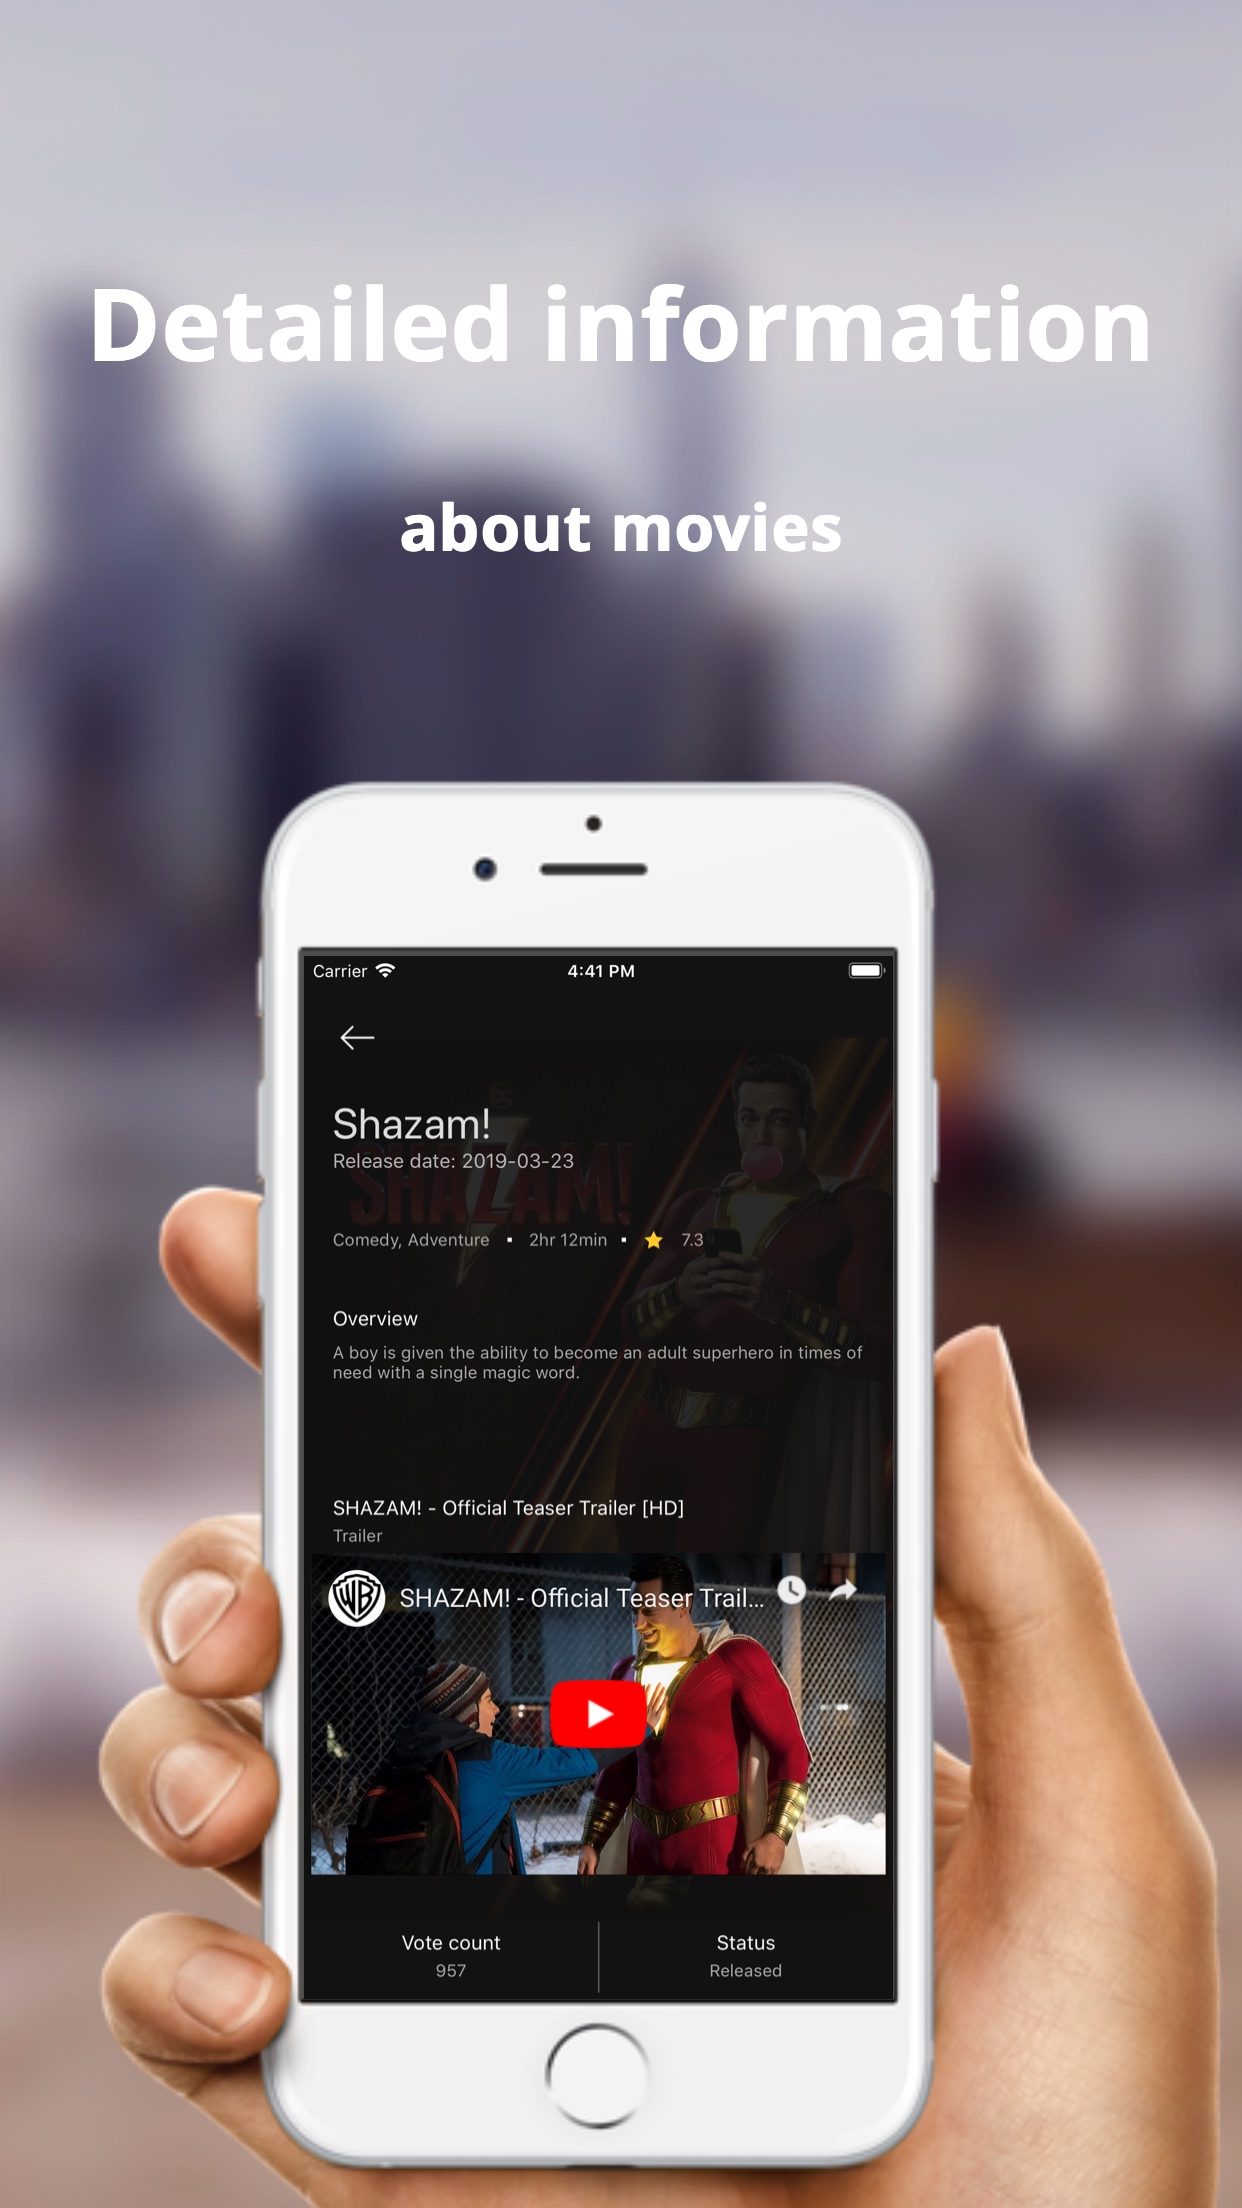 Detailed information
about movies
Carrier 4:41 PM
Shazam!
Release date: 2019-03-23
SHAZAM!
Comedy, Adventure ▪ 2hr 12min ▪ 7.3
Overview
A boy is given the ability to become an adult superhero in times of
need with a single magic word.
SHAZAM! - Official Teaser Trailer [HD]
Trailer
WB SHAZAM! - Official Teaser Trail...
Vote count
957
Status
Released